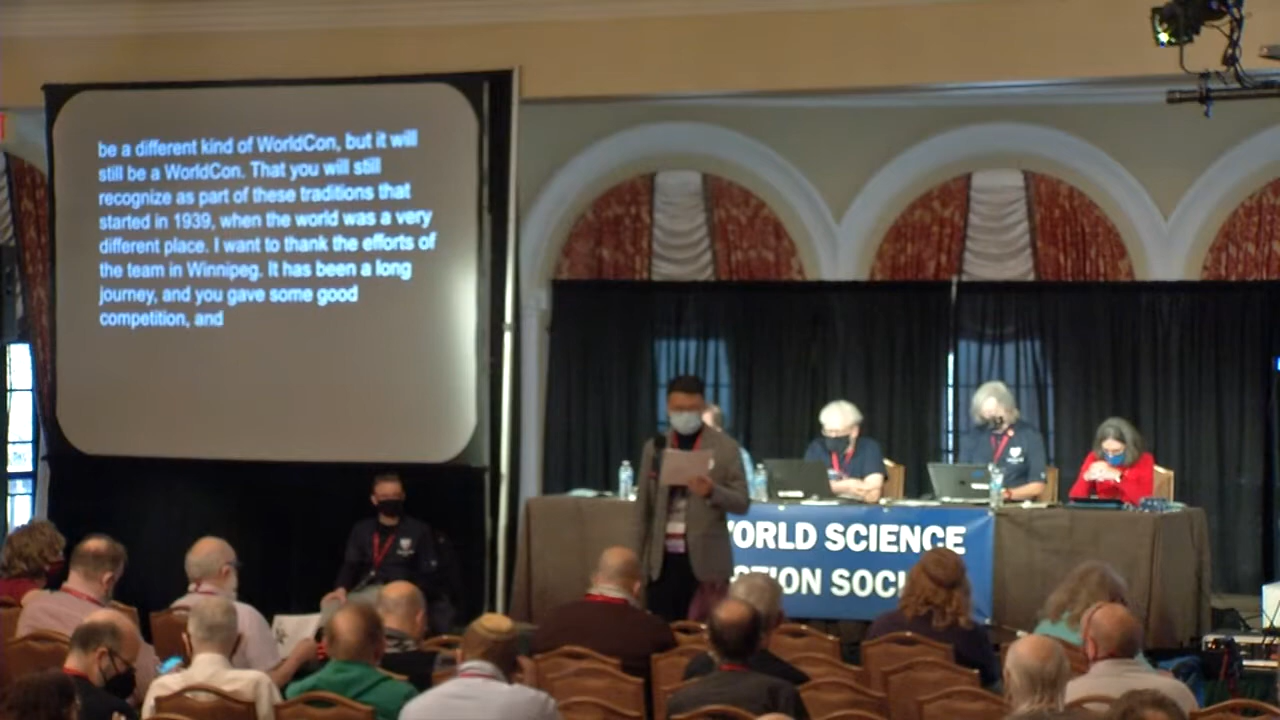 be a different kind of WorldCon, but it will
still be a WorldCon. That you will still
recognize as part of these traditions that
started in 1939, when the world was a very
different place. I want to thank the efforts of
the team in Winnipeg. It has been a long
journey, and you gave some good
competition, and
ORLD SCIENCE
TION SOCI